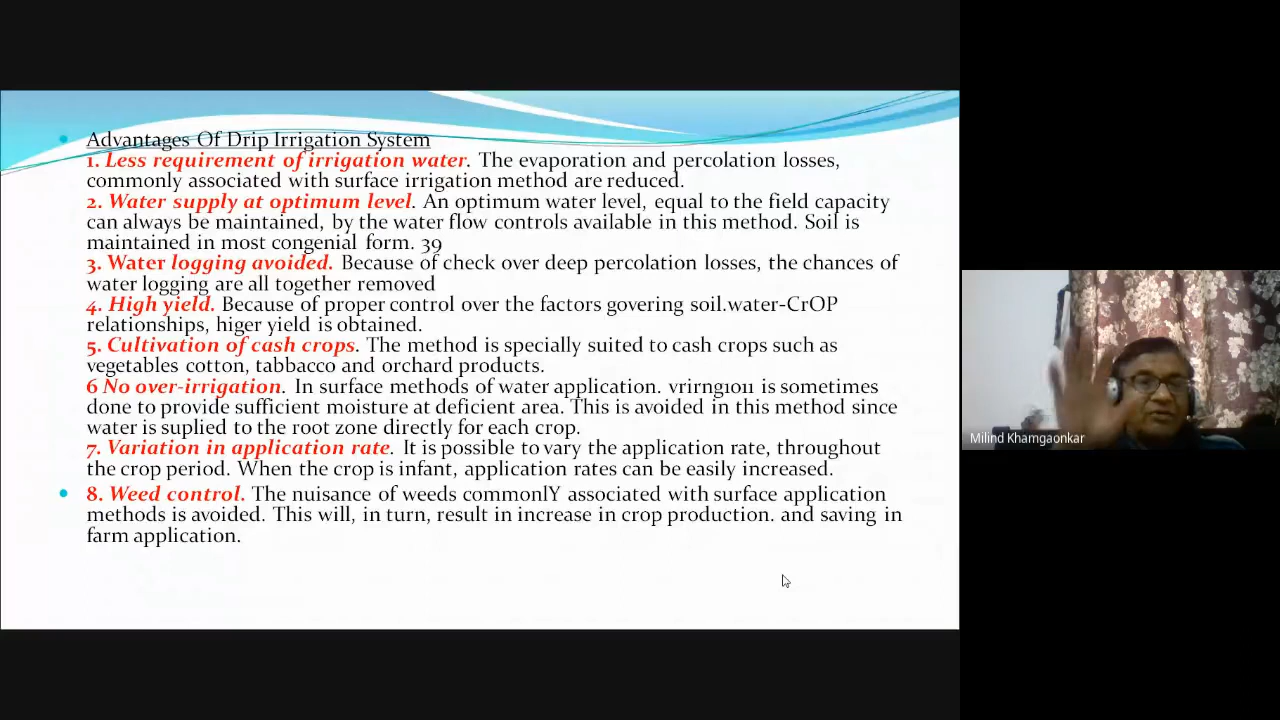 Advantages Of Drip Irrigation System
1. Less requirement of irrigation water. The evaporation and percolation losses,
commonly associated with surface irrigation method are reduced.
2. Water supply at optimum level. An optimum water level, equal to the field capacity
can always be maintained, by the water flow controls available in this method. Soil is
maintained in most congenial form. 39
3. Water logging avoided. Because of check over deep percolation losses, the chances of
water logging are all together removed
4. High yield. Because of proper control over the factors govering soil.water-CrOP
relationships, higer yield is obtained.
5. Cultivation of cash crops. The method is specially suited to cash crops such as
vegetables cotton, tabbacco and orchard products.
6 No over-irrigation. In surface methods of water application. vrirng1011 is sometimes
done to provide sufficient moisture at deficient area. This is avoided in this method since
water is suplied to the root zone directly for each crop.
7. Variation in application rate. It is possible to vary the application rate, throughout
the crop period. When the crop is infant, application rates can be easily increased.
8. Weed control. The nuisance of weeds commonlY associated with surface application
methods is avoided. This will, in turn, result in increase in crop production. and saving in
farm application.
Milind Khamgaonkar